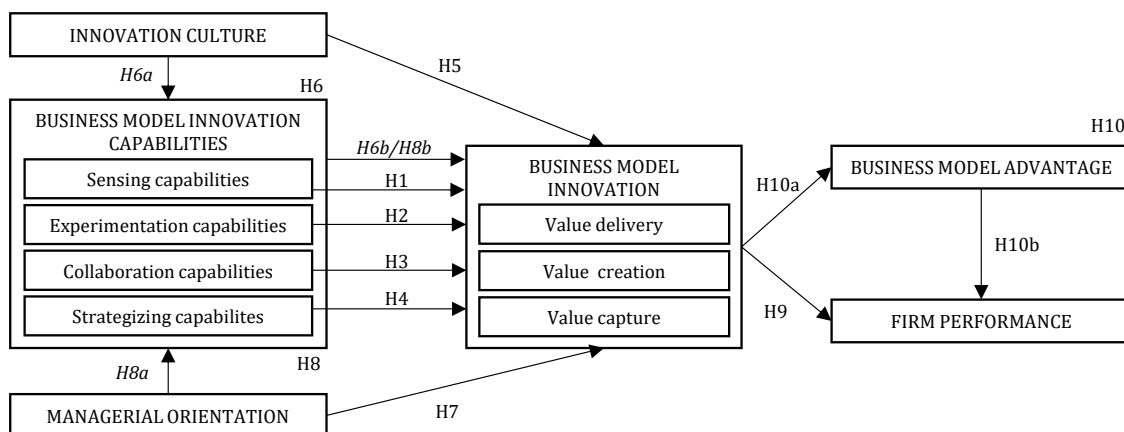 INNOVATION CULTURE
H5
H6a
H6
BUSINESS MODEL INNOVATION
CAPABILITIES
Sensing capabilities
Experimentation capabilities
Collaboration capabilities
Strategizing capabilites
H6b/H8b
H1
H2
H3
H4
BUSINESS MODEL
INNOVATION
Value delivery
Value creation
Value capture
H10
BUSINESS MODEL ADVANTAGE
H10a
H10b
H9
FIRM PERFORMANCE
H8
H8a
H7
MANAGERIAL ORIENTATION